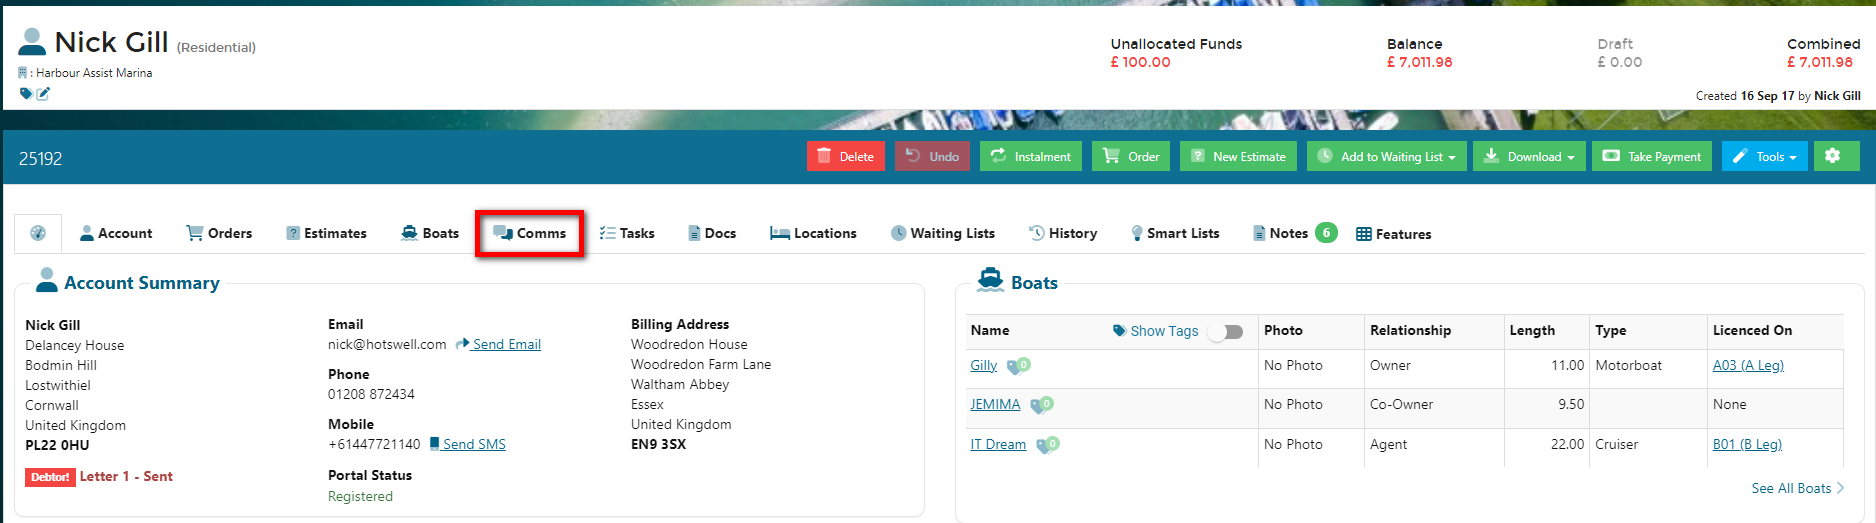 Nick Gill (Residential)
: Harbour Assist Marina
Unallocated Funds
£ 100.00
Balance
£ 7,011.98
Draft
£ 0.00
Combined
£ 7,011.98
Created 16 Sep 17 by Nick Gill
25192
Delete
Undo
Instalment
Order
New Estimate
Add to Waiting List
Download
Take Payment
Tools
Account
Orders
Estimates
Boats
Comms
Tasks
Docs
Locations
Waiting Lists
History
Smart Lists
Notes 6
Features
Account Summary
Nick Gill
Delancey House
Bodmin Hill
Lostwithiel
Cornwall
United Kingdom
PL22 0HU
Debtor! Letter 1 - Sent
Email
nick@hotswell.com Send Email
Phone
01208 872434
Mobile
+61447721140 Send SMS
Portal Status
Registered
Billing Address
Woodredon House
Woodredon Farm Lane
Waltham Abbey
Essex
United Kingdom
EN9 3SX
Boats
Name Show Tags Photo Relationship Length Type Licenced On
Gilly 0 No Photo Owner 11.00 Motorboat A03 (A Leg)
JEMIMA 0 No Photo Co-Owner 9.50 None
IT Dream 0 No Photo Agent 22.00 Cruiser B01 (B Leg)
See All Boats